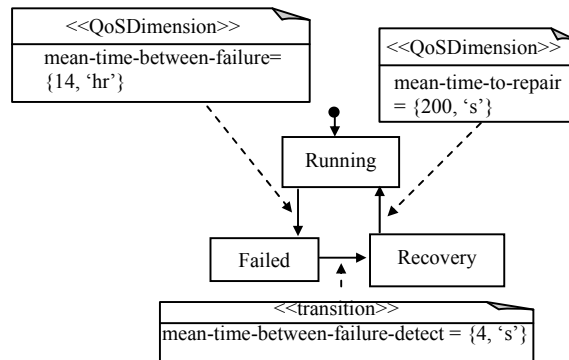 <<QoSDimension>>
mean-time-between-failure=
{14, ‘hr’}
<<QoSDimension>>
mean-time-to-repair
= {200, ‘s’}
Running
Failed
Recovery
<<transition>>
mean-time-between-failure-detect = {4, ‘s’}